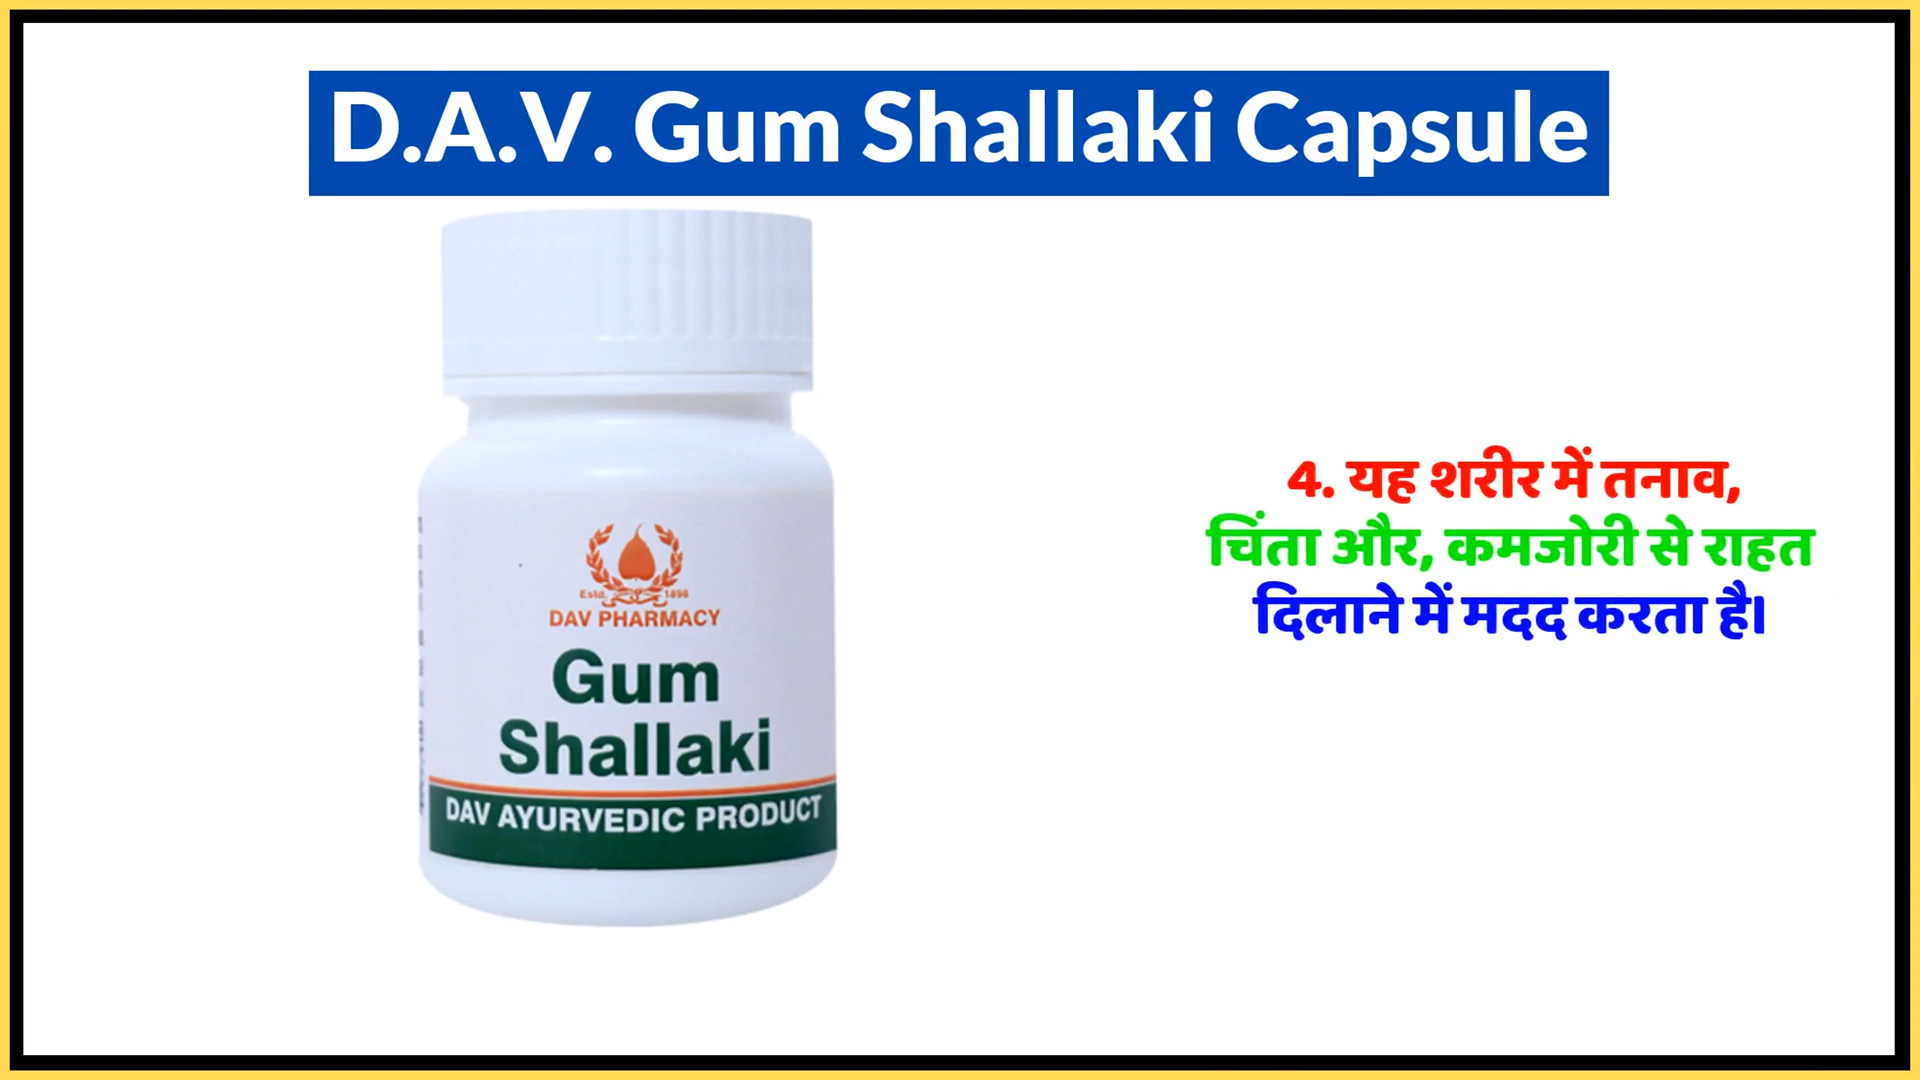 D.A.V. Gum Shallaki Capsule
Estd. 1898
DAV PHARMACY
Gum
Shallaki
DAV AYURVEDIC PRODUCT
4. यह शरीर में तनाव,
चिंता और, कमजोरी से राहत
दिलाने में मदद करता है।